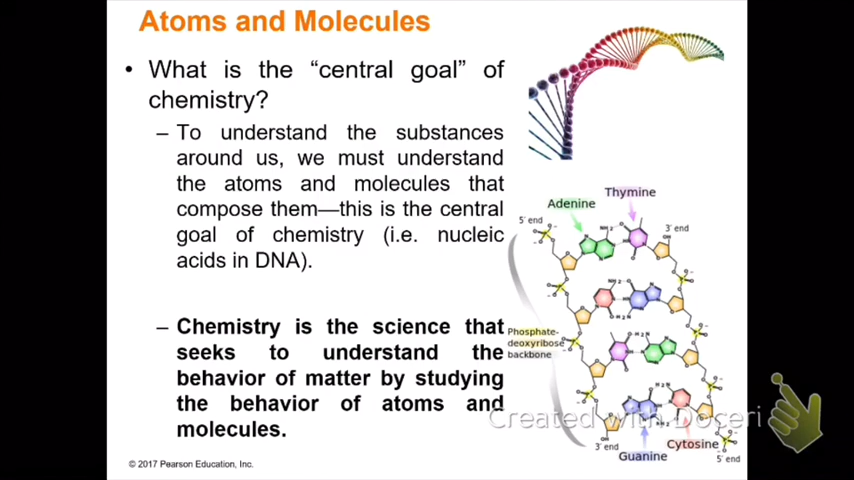 Atoms and Molecules
• What is the “central goal” of
chemistry?
– To understand the substances
around us, we must understand
the atoms and molecules that
compose them—this is the central
goal of chemistry (i.e. nucleic
acids in DNA).
– Chemistry is the science that
seeks to understand the
behavior of matter by studying
the behavior of atoms and
molecules.
© 2017 Pearson Education, Inc.
Thymine
Adenine
5′ end
3′ end
Phosphate-
deoxyribose
backbone
Created with Doceri
3′ end
Cytosine
Guanine
5′ end